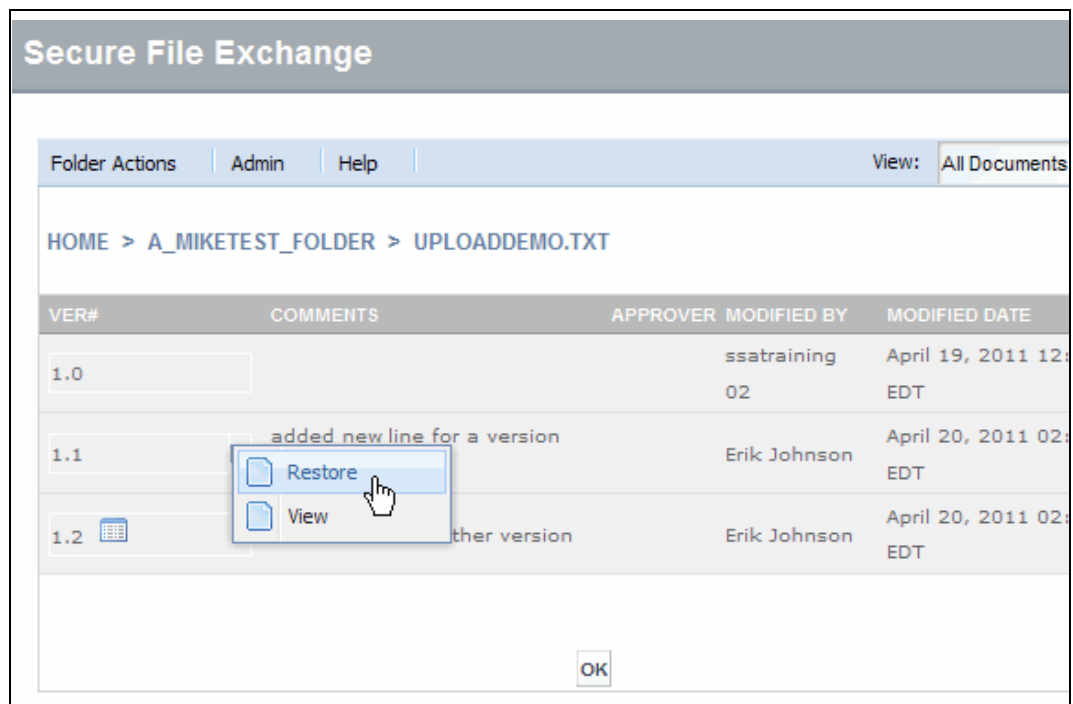 Secure File Exchange
Folder Actions Admin Help View: All Documents
HOME > A_MIKETEST_FOLDER > UPLOADDEMO.TXT
VER# COMMENTS APPROVER MODIFIED BY MODIFIED DATE
1.0 ssatraining 02 April 19, 2011 12: EDT
1.1 added new line for a version Erik Johnson April 20, 2011 02: EDT
Restore
View
1.2 ther version Erik Johnson April 20, 2011 02: EDT
OK